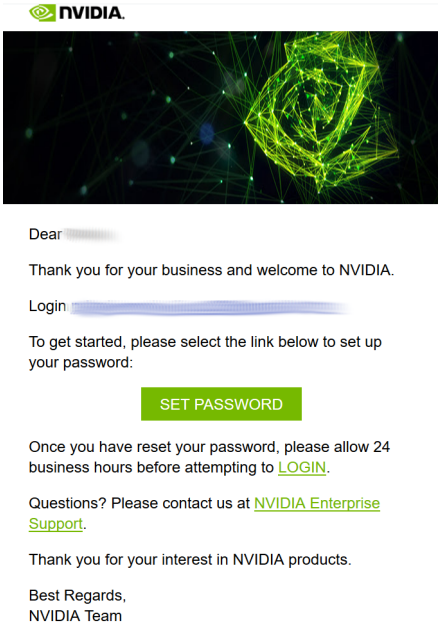 NVIDIA.
Dear
Thank you for your business and welcome to NVIDIA.
Login
To get started, please select the link below to set up
your password:
SET PASSWORD
Once you have reset your password, please allow 24
business hours before attempting to LOGIN.
Questions? Please contact us at NVIDIA Enterprise
Support.
Thank you for your interest in NVIDIA products.
Best Regards,
NVIDIA Team